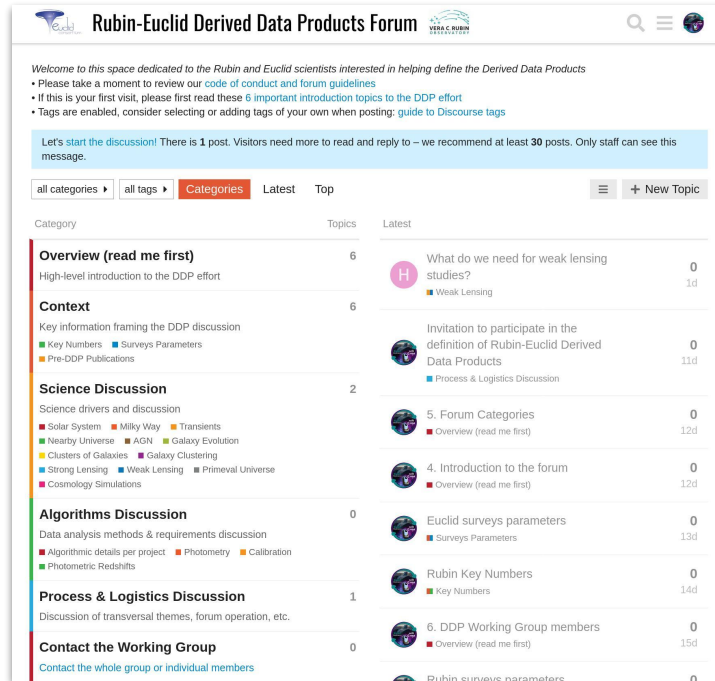 Euclid
Rubin-Euclid Derived Data Products Forum
VERA C. RUBIN
OBSERVATORY
Welcome to this space dedicated to the Rubin and Euclid scientists interested in helping define the Derived Data Products
• Please take a moment to review our code of conduct and forum guidelines
• If this is your first visit, please first read these 6 important introduction topics to the DDP effort
• Tags are enabled, consider selecting or adding tags of your own when posting: guide to Discourse tags
Let's start the discussion! There is 1 post. Visitors need more to read and reply to – we recommend at least 30 posts. Only staff can see this
message.
all categories all tags Categories Latest Top + New Topic
Category Topics
Overview (read me first) 6
High-level introduction to the DDP effort
Context 6
Key information framing the DDP discussion
Key Numbers Surveys Parameters
Pre-DDP Publications
Science Discussion 2
Science drivers and discussion
Solar System Milky Way Transients
Nearby Universe AGN Galaxy Evolution
Clusters of Galaxies Galaxy Clustering
Strong Lensing Weak Lensing Primeval Universe
Cosmology Simulations
Algorithms Discussion 0
Data analysis methods & requirements discussion
Algorithmic details per project Photometry Calibration
Photometric Redshifts
Process & Logistics Discussion 1
Discussion of transversal themes, forum operation, etc.
Contact the Working Group 0
Contact the whole group or individual members
Latest
H
What do we need for weak lensing
studies?
Weak Lensing
0
1d
Invitation to participate in the
definition of Rubin-Euclid Derived
Data Products
Process & Logistics Discussion
0
11d
5. Forum Categories
Overview (read me first)
0
12d
4. Introduction to the forum
Overview (read me first)
0
12d
Euclid surveys parameters
Surveys Parameters
0
13d
Rubin Key Numbers
Key Numbers
0
14d
6. DDP Working Group members
Overview (read me first)
0
15d
Rubin surveys parameters
0